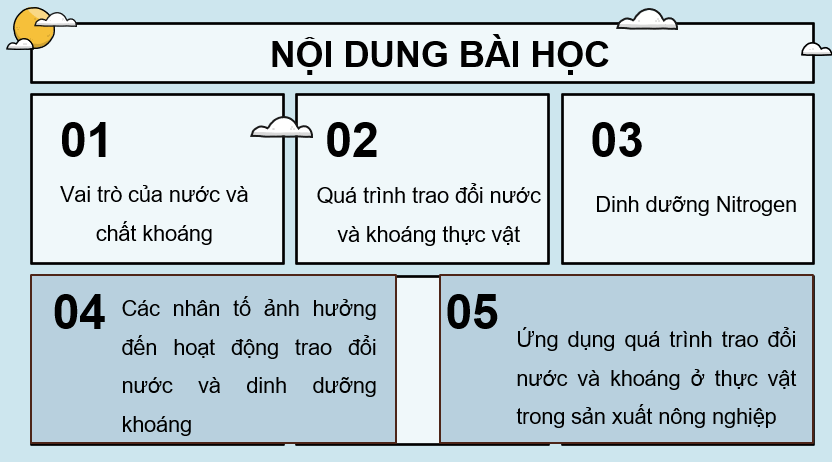 NỘI DUNG BÀI HỌC
01
Vai trò của nước và
chất khoáng
02
Quá trình trao đổi nước
và khoáng thực vật
03
Dinh dưỡng Nitrogen
04
Các nhân tố ảnh hưởng
đến hoạt động trao đổi
nước và dinh dưỡng
khoáng
05
Ứng dụng quá trình trao đổi
nước và khoáng ở thực vật
trong sản xuất nông nghiệp